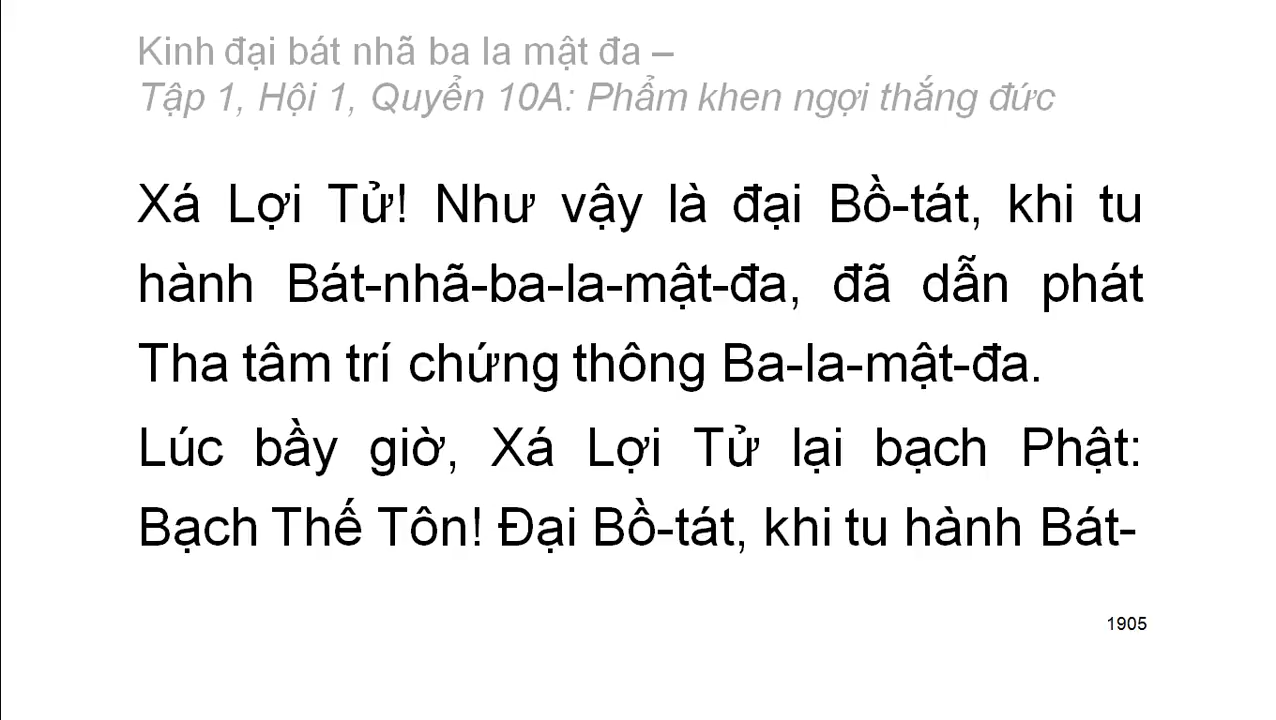 Kinh đại bát nhã ba la mật đa –
Tập 1, Hội 1, Quyển 10A: Phẩm khen ngợi thắng đức
Xá Lợi Tử! Như vậy là đại Bồ-tát, khi tu
hành Bát-nhã-ba-la-mật-đa, đã dẫn phát
Tha tâm trí chứng thông Ba-la-mật-đa.
Lúc bầy giờ, Xá Lợi Tử lại bạch Phật:
Bạch Thế Tôn! Đại Bồ-tát, khi tu hành Bát-
1905